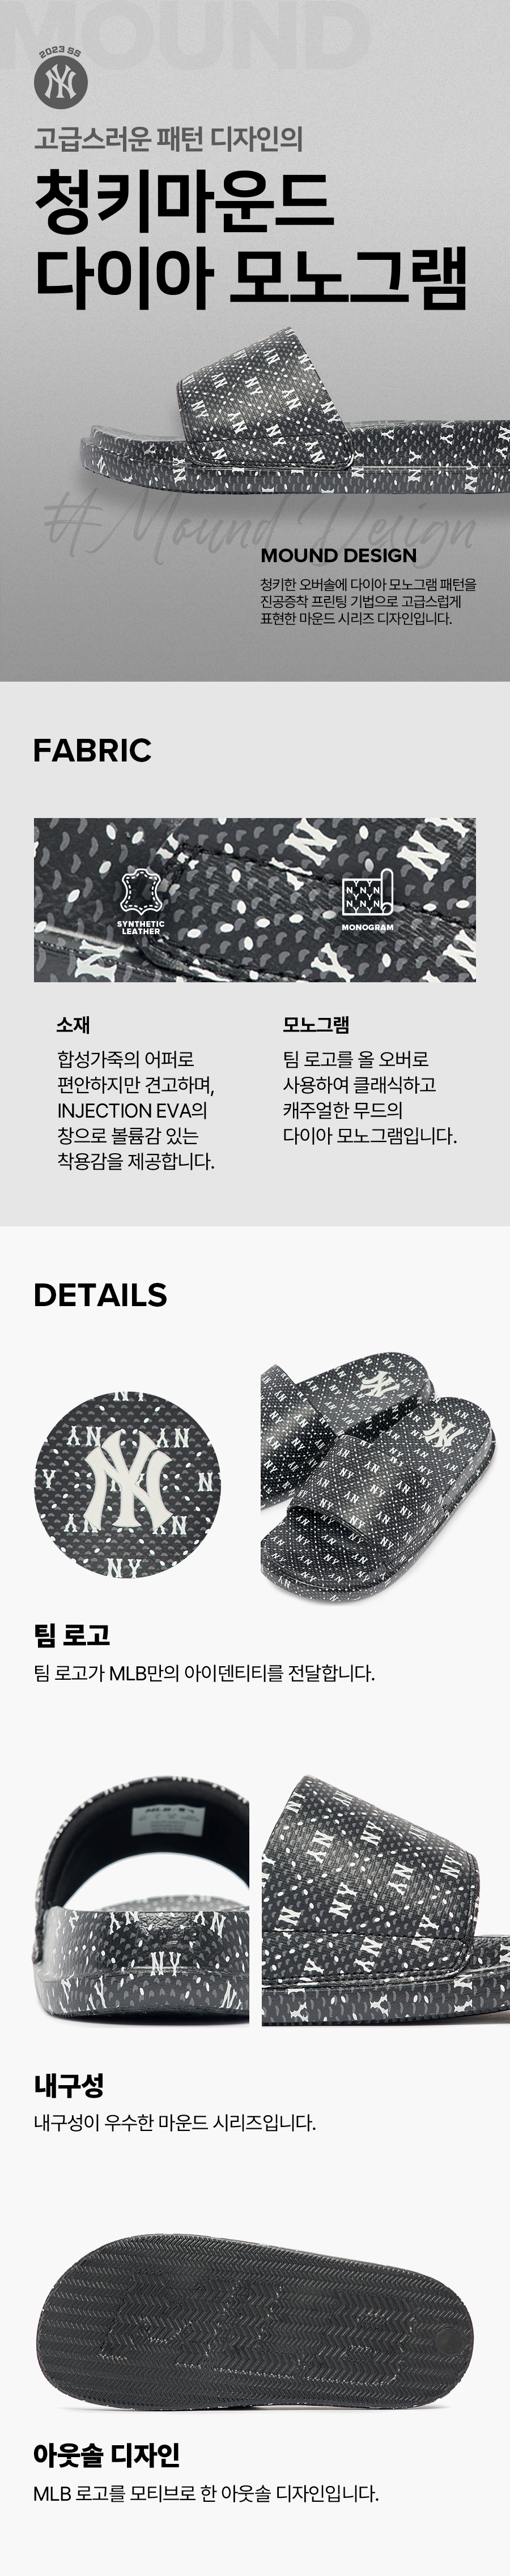 MOUND
2023 SS
NY
고급스러운 패턴 디자인의
청키마운드
다이아 모노그램
#Mound Design
MOUND DESIGN
청키한 오버솔에 다이아 모노그램 패턴을
진공증착 프린팅 기법으로 고급스럽게
표현한 마운드 시리즈 디자인입니다.
FABRIC
SYNTHETIC
LEATHER
MONOGRAM
소재
합성가죽의 어퍼로
편안하지만 견고하며,
INJECTION EVA의
창으로 볼륨감 있는
착용감을 제공합니다.
모노그램
팀 로고를 올 오버로
사용하여 클래식하고
캐주얼한 무드의
다이아 모노그램입니다.
DETAILS
NY
팀 로고
팀 로고가 MLB만의 아이덴티티를 전달합니다.
내구성
내구성이 우수한 마운드 시리즈입니다.
아웃솔 디자인
MLB 로고를 모티브로 한 아웃솔 디자인입니다.